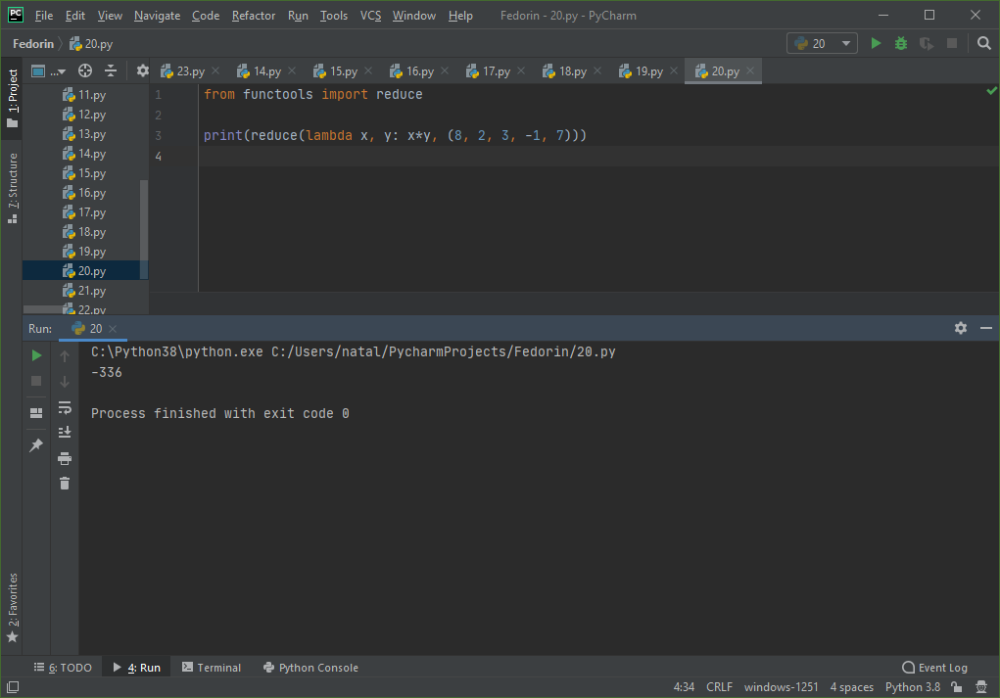 PC File Edit View Navigate Code Refactor Run Tools VCS Window Help Fedorin - 20.py - PyCharm
Fedorin 20.py 20
1: Project
... 23.py 14.py 15.py 16.py 17.py 18.py 19.py 20.py
11.py
12.py
13.py
14.py
15.py
16.py
17.py
18.py
19.py
20.py
21.py
22.py
7: Structure
1 from functools import reduce
2
3 print(reduce(lambda x, y: x*y, (8, 2, 3, -1, 7)))
4
Run: 20
C:\Python38\python.exe C:/Users/natal/PycharmProjects/Fedorin/20.py
-336
Process finished with exit code 0
2: Favorites
6: TODO 4: Run Terminal Python Console Event Log
4:34 CRLF windows-1251 4 spaces Python 3.8